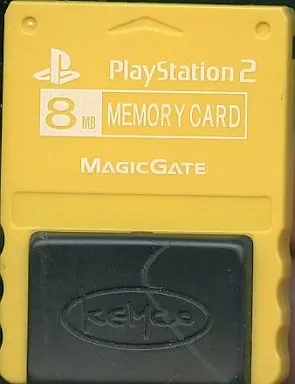 PlayStation 2
8 MB MEMORY CARD
MAGICGATE
KEMCO